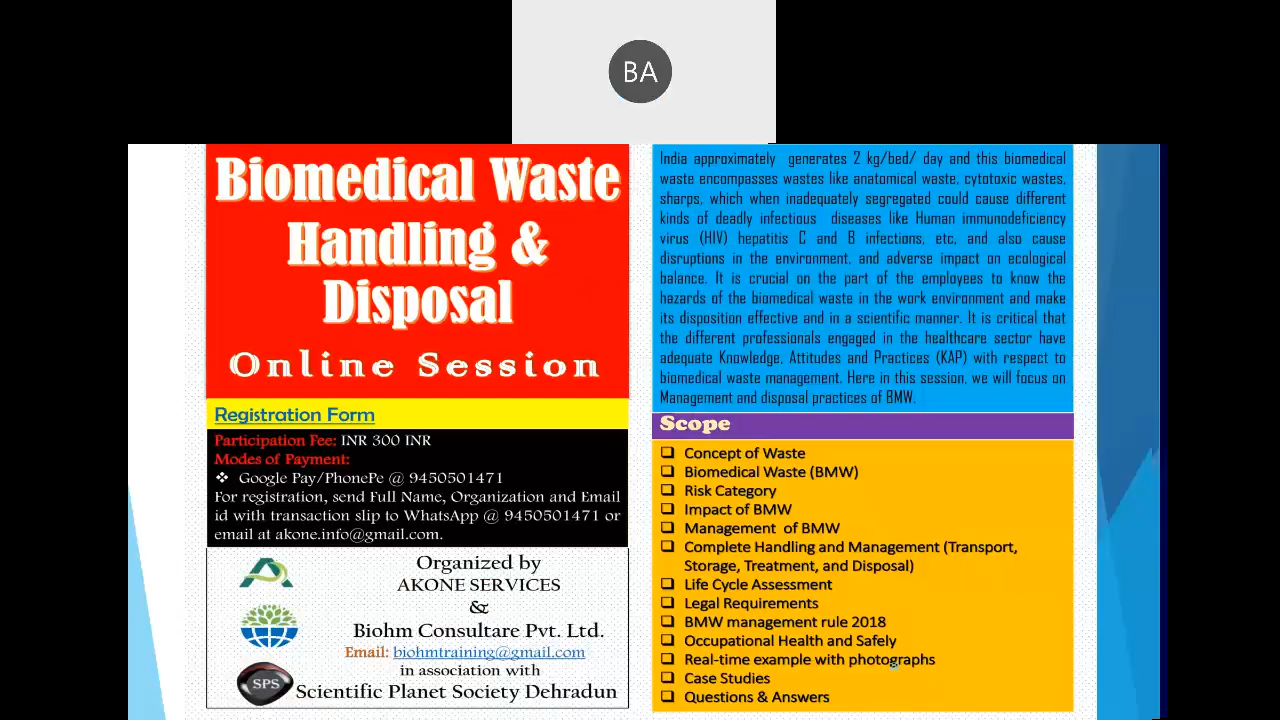 BA
Biomedical Waste
Handling &
Disposal
Online Session
Registration Form
Participation Fee: INR 300 INR
Modes of Payment:
❖ Google Pay/PhonePe @ 9450501471
For registration, send Full Name, Organization and Email
id with transaction slip to WhatsApp @ 9450501471 or
email at akone.info@gmail.com.
Organized by
AKONE SERVICES
&
Biohm Consultare Pvt. Ltd.
Email: biohmtraining@gmail.com
in association with
SPS
Scientific Planet Society Dehradun
India approximately generates 2 kg/bed/ day and this biomedical
waste encompasses wastes like anatomical waste, cytotoxic wastes,
sharps, which when inadequately segregated could cause different
kinds of deadly infectious diseases like Human immunodeficiency
virus (HIV) hepatitis C and B infections, etc, and also cause
disruptions in the environment, and adverse impact on ecological
balance. It is crucial on the part of the employees to know the
hazards of the biomedical waste in the work environment and make
its disposition effective and in a scientific manner. It is critical that
the different professionals engaged in the healthcare sector have
adequate Knowledge, Attitudes and Practices (KAP) with respect to
biomedical waste management. Here in this session, we will focus on
Management and disposal practices of BMW.
Scope
❑ Concept of Waste
❑ Biomedical Waste (BMW)
❑ Risk Category
❑ Impact of BMW
❑ Management of BMW
❑ Complete Handling and Management (Transport,
Storage, Treatment, and Disposal)
❑ Life Cycle Assessment
❑ Legal Requirements
❑ BMW management rule 2018
❑ Occupational Health and Safely
❑ Real-time example with photographs
❑ Case Studies
❑ Questions & Answers